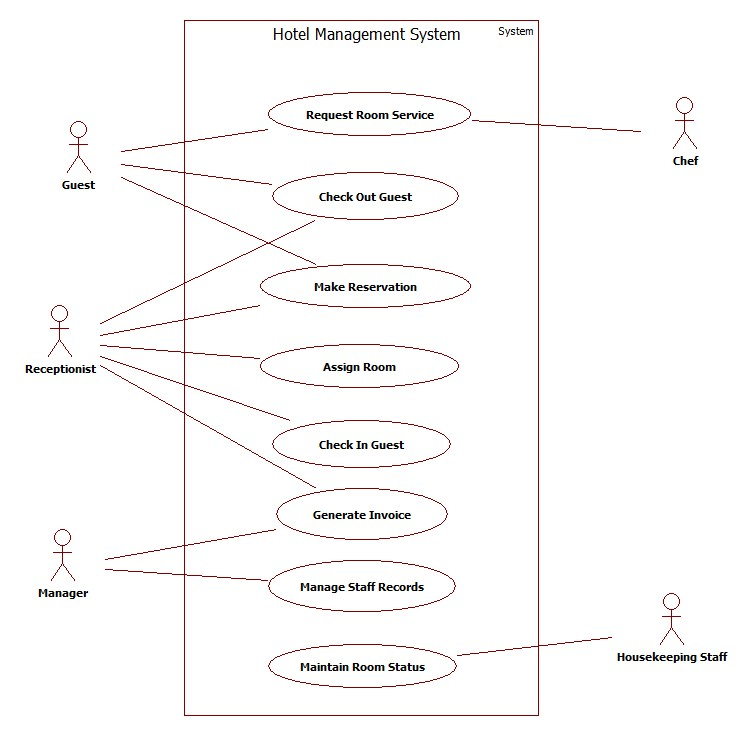 Hotel Management System
System
Request Room Service
Chef
Guest
Check Out Guest
Make Reservation
Receptionist
Assign Room
Check In Guest
Generate Invoice
Manager
Manage Staff Records
Housekeeping Staff
Maintain Room Status